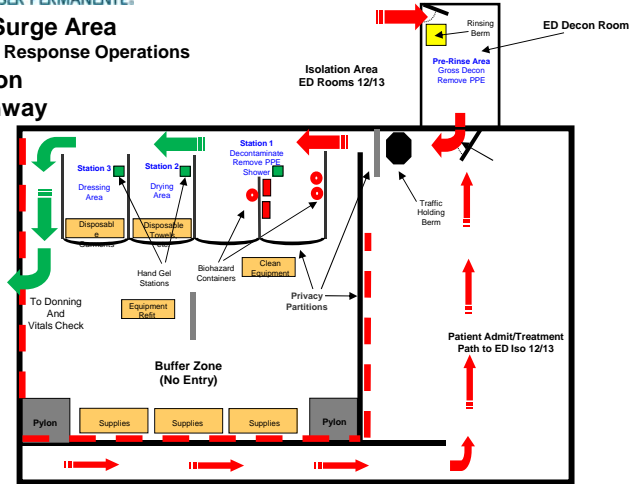 Surge Area
Response Operations
Isolation Area
ED Rooms 12/13
Rinsing
Berm
ED Decon Room
Pre-Rinse Area
Gross Decon
Remove PPE
Station 1
Decontaminate
Remove PPE
Shower
Station 2
Drying
Area
Station 3
Dressing
Area
Traffic
Holding
Berm
Disposabl
e
Garments
Disposable
Towels
Hand Gel
Stations
Biohazard
Containers
Clean
Equipment
Privacy
Partitions
To Donning
And
Vitals Check
Equipment
Refit
Patient Admit/Treatment
Path to ED Iso 12/13
Buffer Zone
(No Entry)
Pylon
Supplies
Supplies
Supplies
Pylon